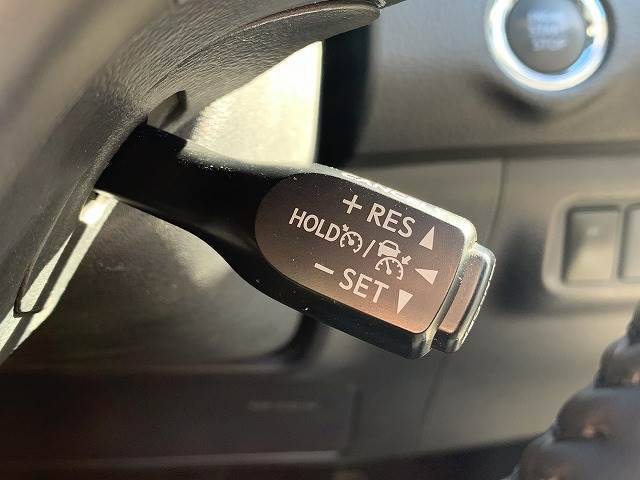 + RES ▲
HOLD / ◀
- SET ▼